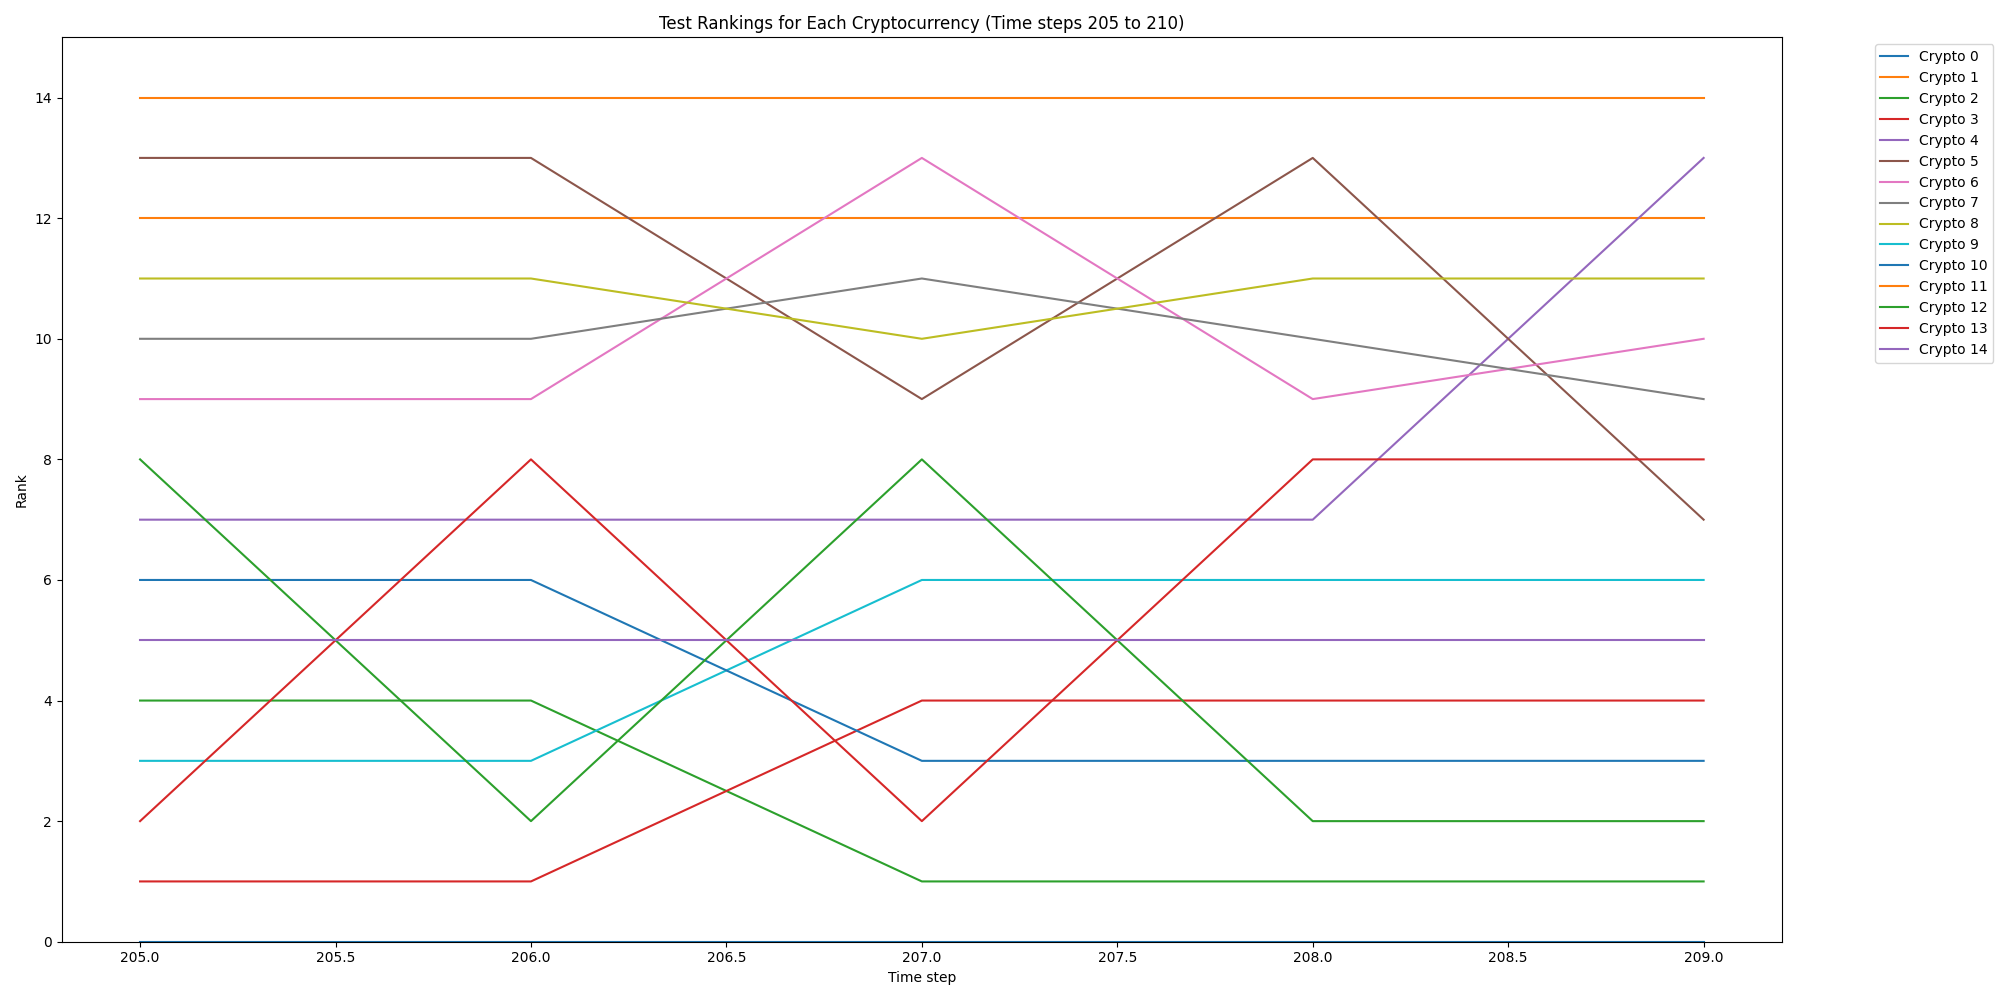 Test Rankings for Each Cryptocurrency (Time steps 205 to 210)
Crypto 0
Crypto 1
Crypto 2
Crypto 3
Crypto 4
Crypto 5
Crypto 6
Crypto 7
Crypto 8
Crypto 9
Crypto 10
Crypto 11
Crypto 12
Crypto 13
Crypto 14
Rank
14
12
10
8
6
4
2
0
205.0 205.5 206.0 206.5 207.0 207.5 208.0 208.5 209.0
Time step